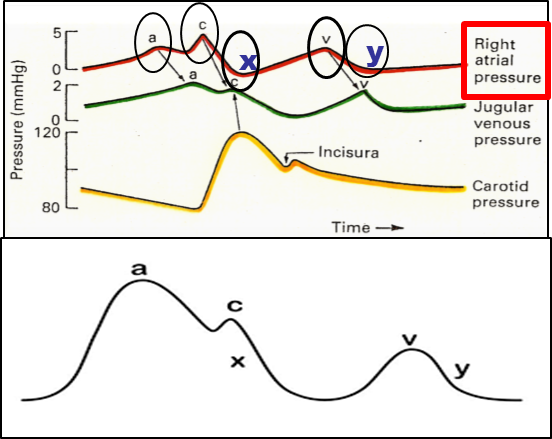 5
0
2
0
120
80
Pressure (mmHg)
a
c
x
v
y
Right
atrial
pressure
a
c
v
Jugular
venous
pressure
Incisura
Carotid
pressure
Time
a
c
x
v
y